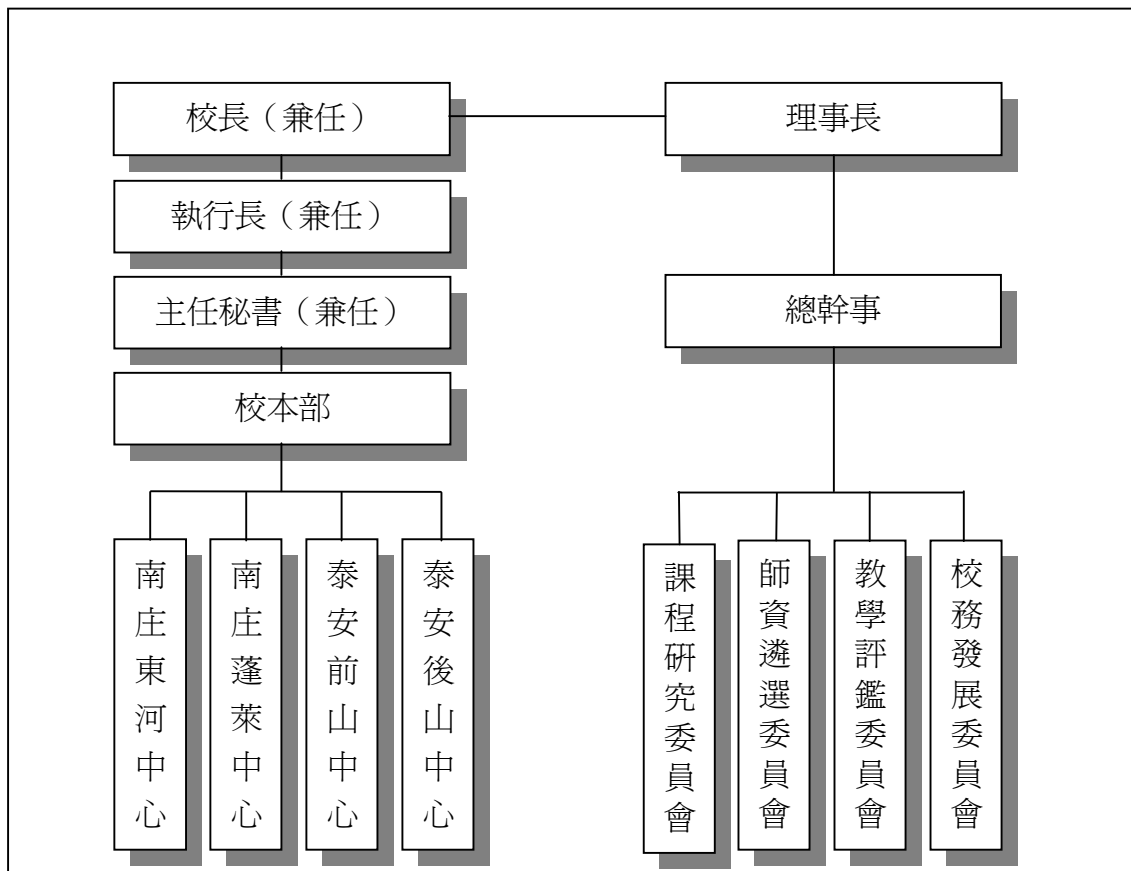 校長（兼任）
理事長
執行長（兼任）
主任秘書（兼任）
總幹事
校本部
南庄東河中心
南庄蓬萊中心
泰安前山中心
泰安後山中心
課程研究委員會
師資遴選委員會
教學評鑑委員會
校務發展委員會